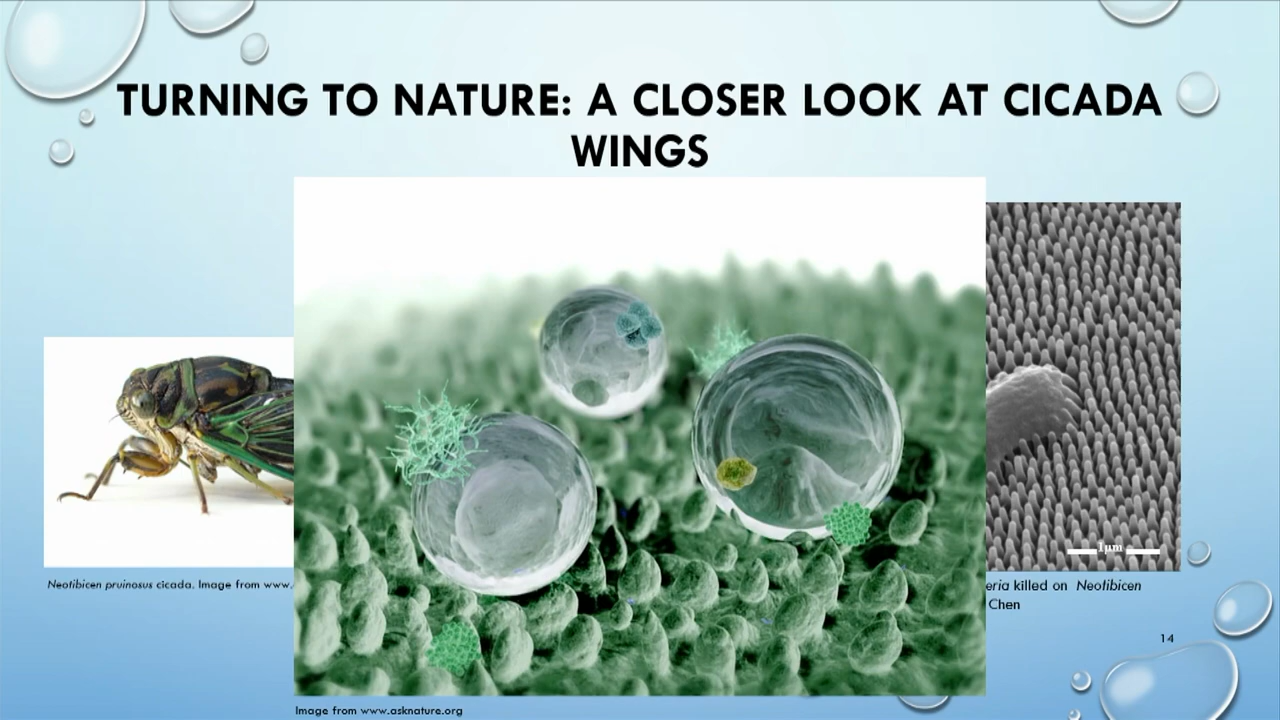 TURNING TO NATURE: A CLOSER LOOK AT CICADA
WINGS
1μm
Neotibicen pruinosus cicada. Image from www.
eria killed on Neotibicen
Chen
14
Image from www.asknature.org